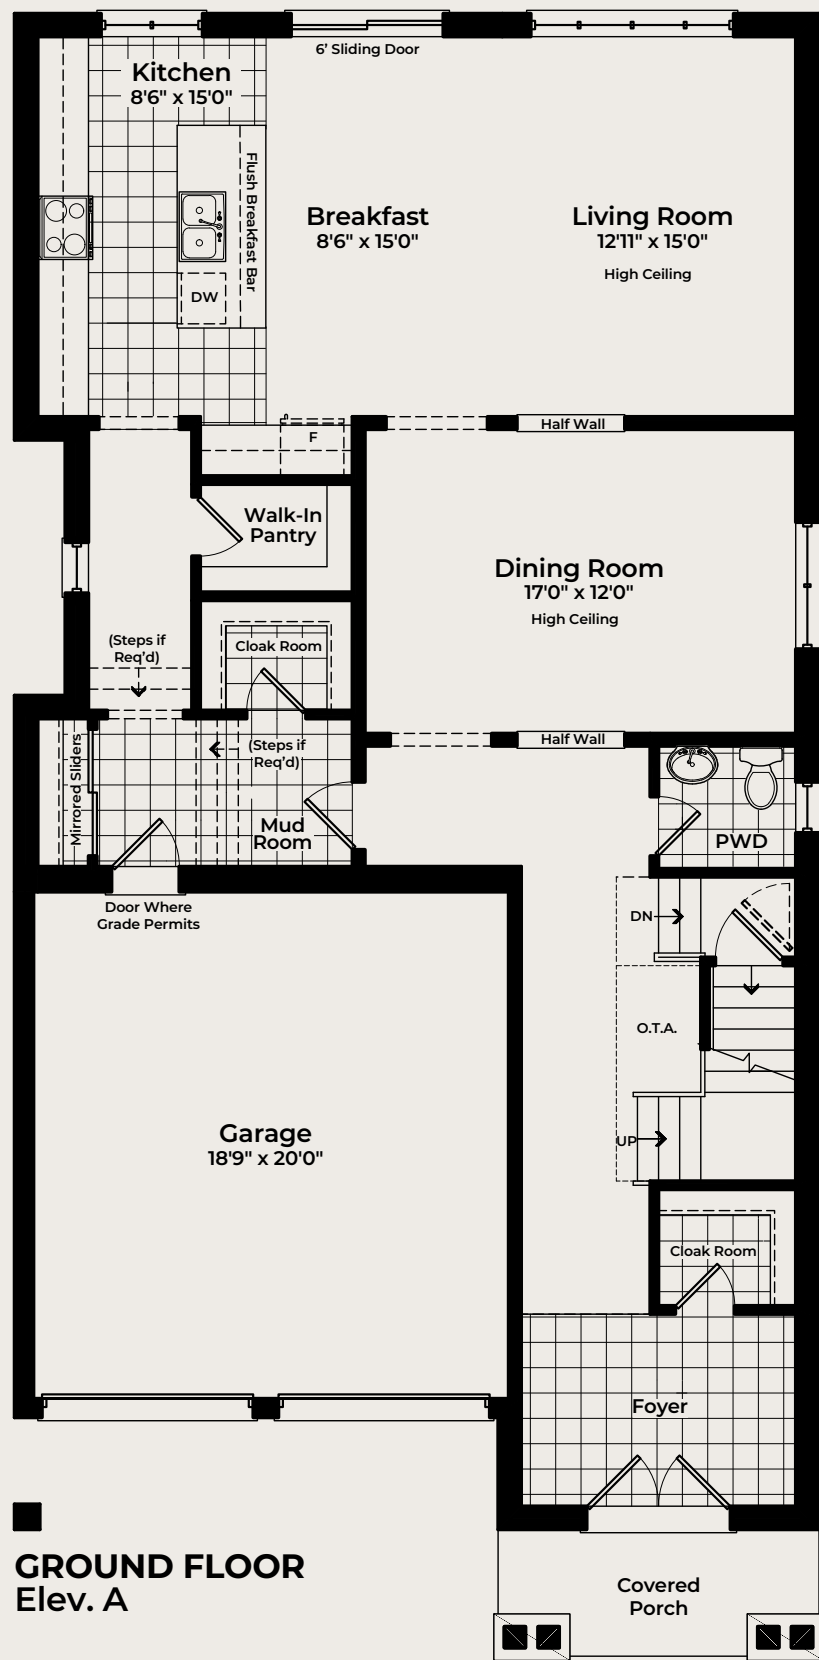 6' Sliding Door
Kitchen
8'6" x 15'0"
Flush Breakfast Bar
Breakfast
8'6" x 15'0"
Living Room
12'11" x 15'0"
High Ceiling
DW
F
Half Wall
Walk-In
Pantry
Dining Room
17'0" x 12'0"
High Ceiling
(Steps if
Req'd)
Cloak Room
Mirrored Sliders
(Steps if
Req'd)
Half Wall
Mud
Room
PWD
Door Where
Grade Permits
DN
O.T.A.
Garage
18'9" x 20'0"
UP
Cloak Room
Foyer
GROUND FLOOR
Elev. A
Covered
Porch